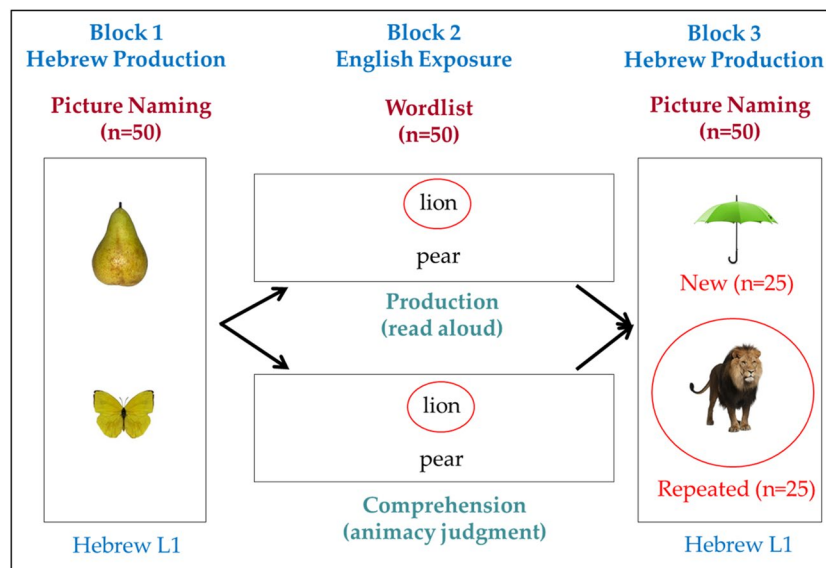 Block 1
Hebrew Production
Picture Naming
(n=50)
Hebrew L1
Block 2
English Exposure
Wordlist
(n=50)
lion
pear
Production
(read aloud)
lion
pear
Comprehension
(animacy judgment)
Block 3
Hebrew Production
Picture Naming
(n=50)
New (n=25)
Repeated (n=25)
Hebrew L1